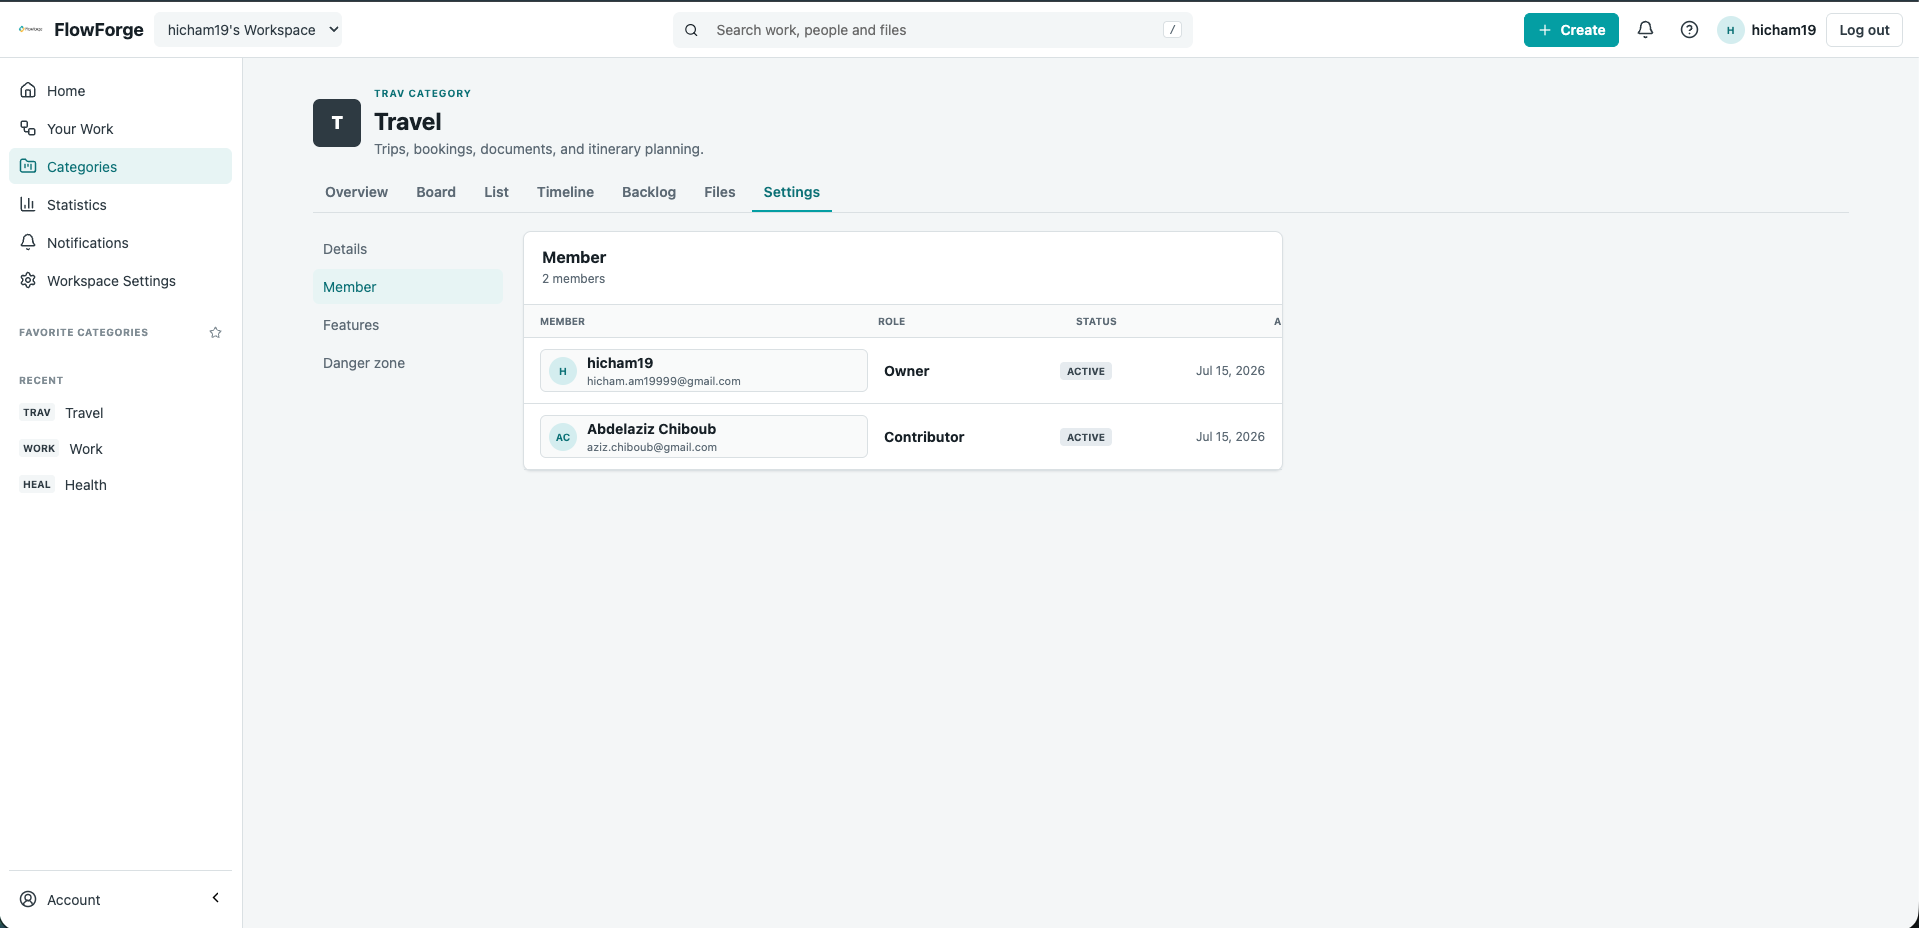 FlowForge
hicham19's Workspace
Search work, people and files
/
+ Create
H
hicham19
Log out
Home
Your Work
Categories
Statistics
Notifications
Workspace Settings
FAVORITE CATEGORIES
RECENT
TRAV Travel
WORK Work
HEAL Health
Account
T
TRAV CATEGORY
Travel
Trips, bookings, documents, and itinerary planning.
Overview Board List Timeline Backlog Files Settings
Details
Member
Features
Danger zone
Member
2 members
MEMBER ROLE STATUS A
H hicham19 Owner ACTIVE Jul 15, 2026
hicham.am19999@gmail.com
AC Abdelaziz Chiboub Contributor ACTIVE Jul 15, 2026
aziz.chiboub@gmail.com